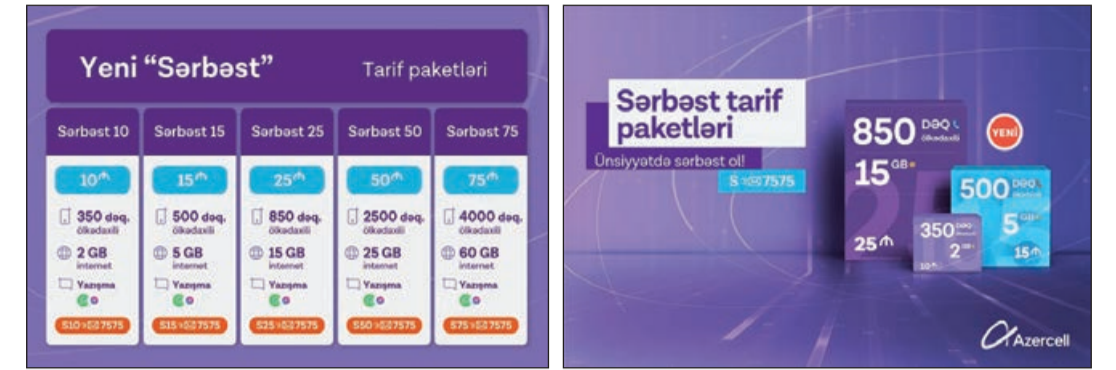 Yeni “Sərbəst”
Tarif paketləri
Sərbəst 10
10₼
350 dəq.
ölkədaxili
2 GB
internet
Yazışma
S10 7575
Sərbəst 15
15₼
500 dəq.
ölkədaxili
5 GB
internet
Yazışma
S15 7575
Sərbəst 25
25₼
850 dəq.
ölkədaxili
15 GB
internet
Yazışma
S25 7575
Sərbəst 50
50₼
2500 dəq.
ölkədaxili
25 GB
internet
Yazışma
S50 7575
Sərbəst 75
75₼
4000 dəq.
ölkədaxili
60 GB
internet
Yazışma
S75 7575
Sərbəst tarif
paketləri
Ünsiyyətdə sərbəst ol!
S 7575
850 DƏQ
ölkədaxili
15 GB
25
25 ₼
YENİ
500 DƏQ
5 GB
15 ₼
350 DƏQ
2
10 ₼
Azercell